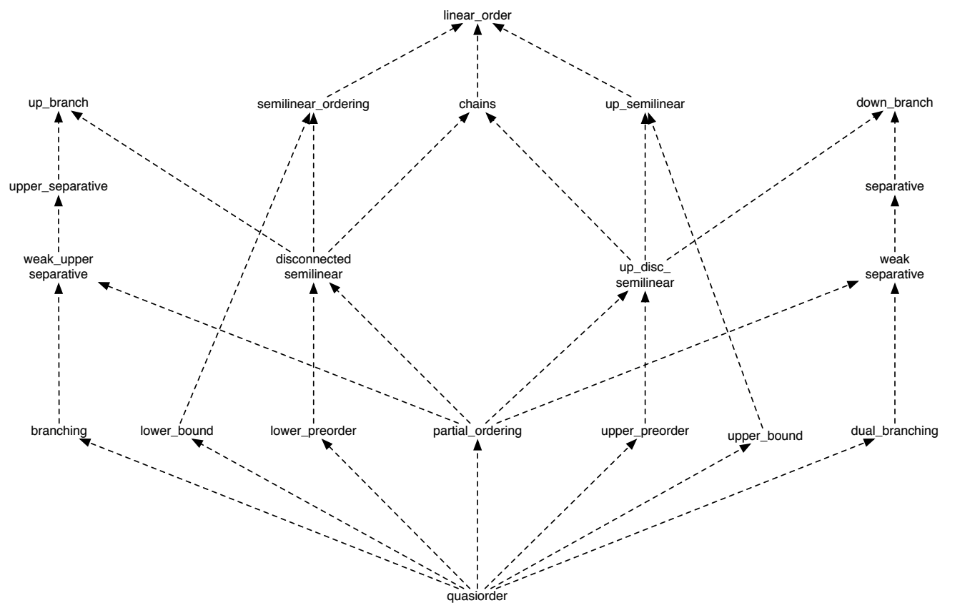 linear_order
up_branch
semilinear_ordering
chains
up_semilinear
down_branch
upper_separative
separative
weak_upper
separative
disconnected
semilinear
up_disc_
semilinear
weak
separative
branching
lower_bound
lower_preorder
partial_ordering
upper_preorder
upper_bound
dual_branching
quasiorder